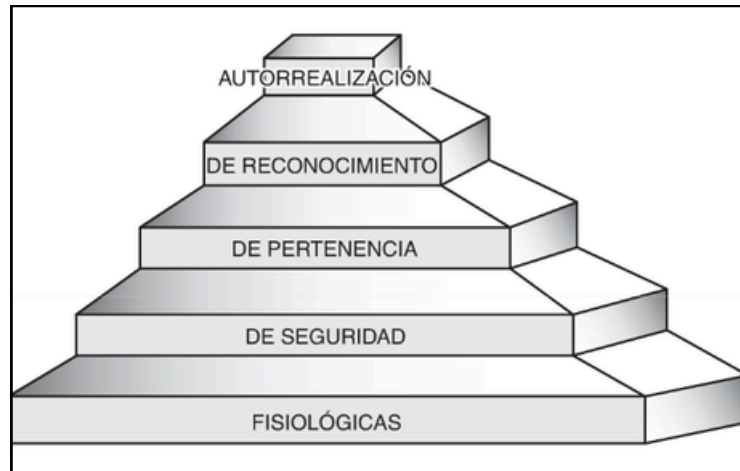 AUTORREALIZACIÓN
DE RECONOCIMIENTO
DE PERTENENCIA
DE SEGURIDAD
FISIOLÓGICAS